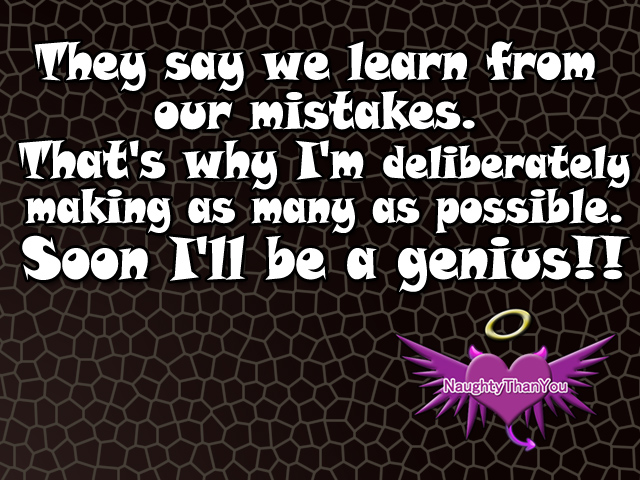 They say we learn from
our mistakes.
That's why I'm deliberately
making as many as possible.
Soon I'll be a genius!!
NaughtyThanYou